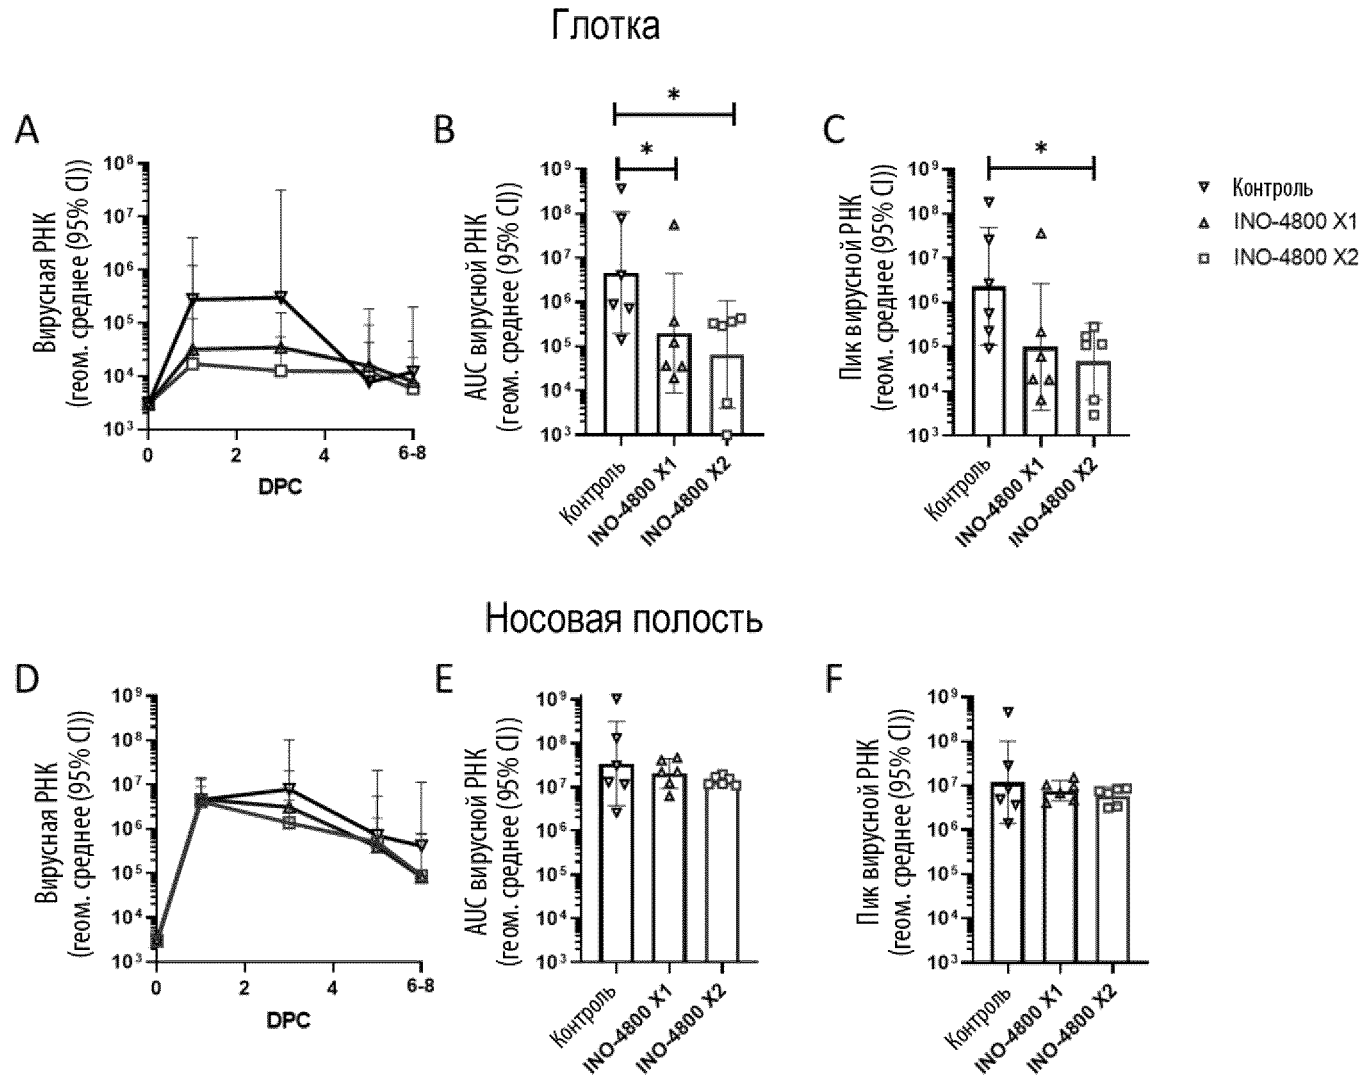 Глотка
A
Вирусная РНК
(геом. среднее (95% CI))
10⁸
10⁷
10⁶
10⁵
10⁴
10³
0
2
4
6-8
DPC
B
AUC вирусной РНК
(геом. среднее (95% CI))
10⁹
10⁸
10⁷
10⁶
10⁵
10⁴
10³
*
*
Контроль
INO-4800 X1
INO-4800 X2
C
Пик вирусной РНК
(геом. среднее (95% CI))
10⁹
10⁸
10⁷
10⁶
10⁵
10⁴
10³
*
Контроль
INO-4800 X1
INO-4800 X2
Контроль
INO-4800 X1
INO-4800 X2
Носовая полость
D
Вирусная РНК
(геом. среднее (95% CI))
10⁹
10⁸
10⁷
10⁶
10⁵
10⁴
10³
0
2
4
6-8
DPC
E
AUC вирусной РНК
(геом. среднее (95% CI))
10⁹
10⁸
10⁷
10⁶
10⁵
10⁴
10³
Контроль
INO-4800 X1
INO-4800 X2
F
Пик вирусной РНК
(геом. среднее (95% CI))
10⁹
10⁸
10⁷
10⁶
10⁵
10⁴
10³
Контроль
INO-4800 X1
INO-4800 X2